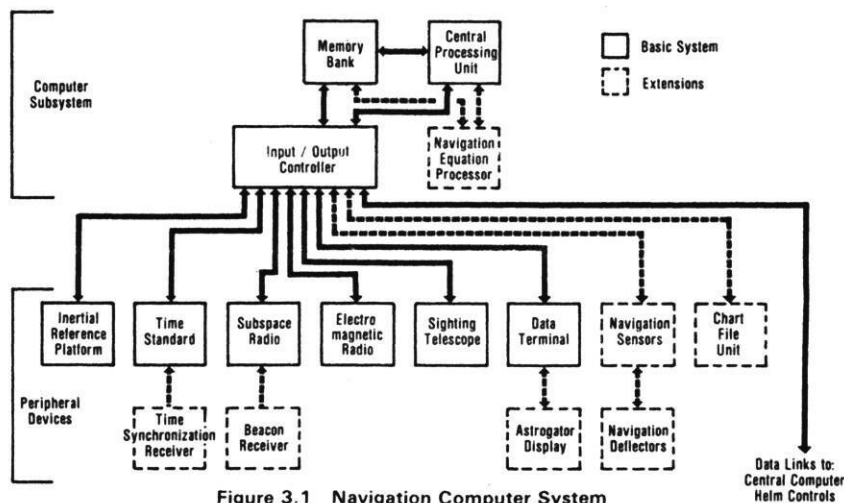 Memory
Bank
Central
Processing
Unit
Basic System
Extensions
Computer
Subsystem
Input / Output
Controller
Navigation
Equation
Processor
Inertial
Reference
Platform
Time
Standard
Subspace
Radio
Electro
magnetic
Radio
Sighting
Telescope
Data
Terminal
Navigation
Sensors
Chart
File
Unit
Peripheral
Devices
Time
Synchronization
Receiver
Beacon
Receiver
Astrogator
Display
Navigation
Deflectors
Data Links to:
Central Computer
Helm Controls
Figure 3.1 Navigation Computer System